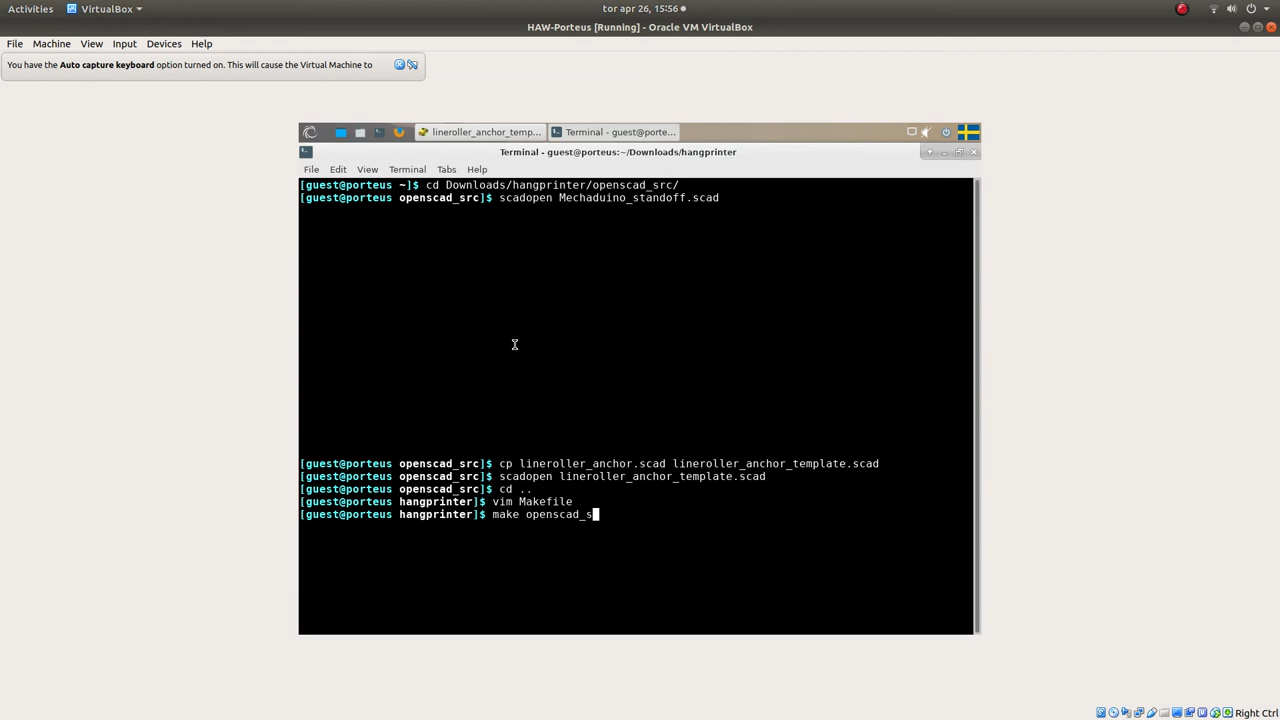 Activities
VirtualBox
tor apr 26, 15:56
HAW-Porteus [Running] - Oracle VM VirtualBox
File Machine View Input Devices Help
You have the Auto capture keyboard option turned on. This will cause the Virtual Machine to
lineroller_anchor_temp...
Terminal - guest@porte...
Terminal - guest@porteus:~/Downloads/hangprinter
File Edit View Terminal Tabs Help
[guest@porteus ~]$ cd Downloads/hangprinter/openscad_src/
[guest@porteus openscad_src]$ scadopen Mechaduino_standoff.scad
[guest@porteus openscad_src]$ cp lineroller_anchor.scad lineroller_anchor_template.scad
[guest@porteus openscad_src]$ scadopen lineroller_anchor_template.scad
[guest@porteus openscad_src]$ cd ..
[guest@porteus hangprinter]$ vim Makefile
[guest@porteus hangprinter]$ make openscad_s
Right Ctrl